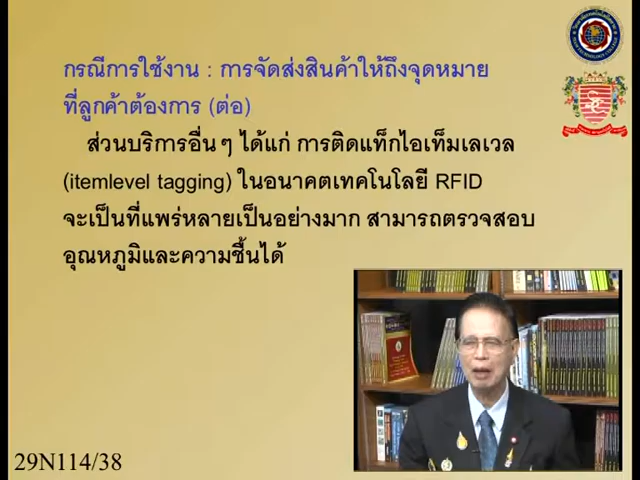 กรณีการใช้งาน : การจัดส่งสินค้าให้ถึงจุดหมาย
ที่ลูกค้าต้องการ (ต่อ)
ส่วนบริการอื่น ๆ ได้แก่ การติดแท็กไอเท็มเลเวล
(itemlevel tagging) ในอนาคตเทคโนโลยี RFID
จะเป็นที่แพร่หลายเป็นอย่างมาก สามารถตรวจสอบ
อุณหภูมิและความชื้นได้
29N114/38